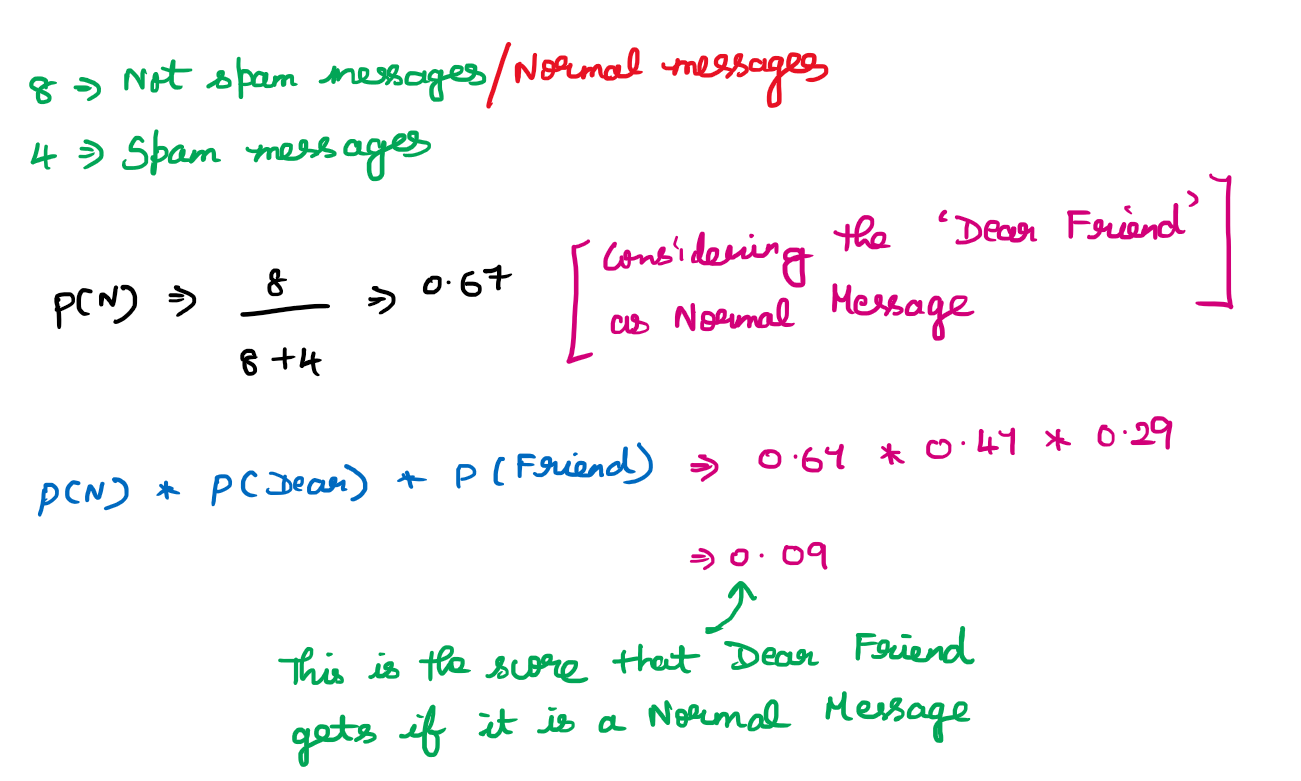 8 ⇒ Not spam messages/Normal messages
4 ⇒ Spam messages
P(N) ⇒ 8 / 8+4 ⇒ 0.67 [Considering the 'Dear Friend' as Normal Message]
P(N) * P(Dear) * P(Friend) ⇒ 0.67 * 0.47 * 0.29
⇒ 0.09
This is the score that Dear Friend
gets if it is a Normal Message